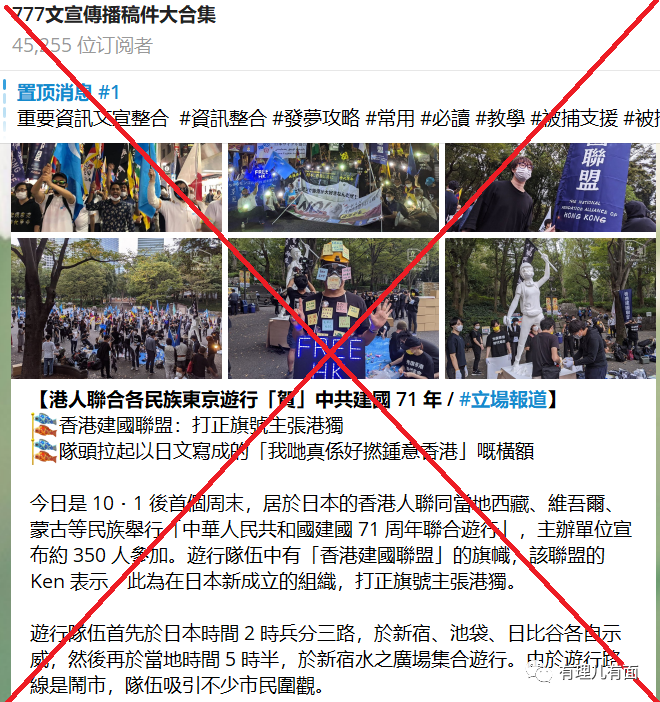 777文宣傳播稿件大合集
45,255 位订阅者
置顶消息 #1
重要資訊文宣整合 #資訊整合 #發夢攻略 #常用 #必讀 #教學 #被捕支援 #被
FREE
HK
聯盟
THE NATIONAL
INDEPENDENCE ALLIANCE OF
HONG KONG
FREE
HK
【港人聯合各民族東京遊行「賀」中共建國 71 年 / #立場報道】
香港建國聯盟：打正旗號主張港獨
隊頭拉起以日文寫成的「我哋真係好撚鍾意香港」嘅橫額
今日是 10．1 後首個周末，居於日本的香港人聯同當地西藏、維吾爾、
蒙古等民族舉行「中華人民共和國建國 71 周年聯合遊行」，主辦單位宣
布約 350 人參加。遊行隊伍中有「香港建國聯盟」的旗幟，該聯盟的
Ken 表示，此為在日本新成立的組織，打正旗號主張港獨。
遊行隊伍首先於日本時間 2 時兵分三路，於新宿、池袋、日比谷各自示
威，然後再於當地時間 5 時半，於新宿水之廣場集合遊行。由於遊行路
線是鬧市，隊伍吸引不少市民圍觀。
有理儿有面